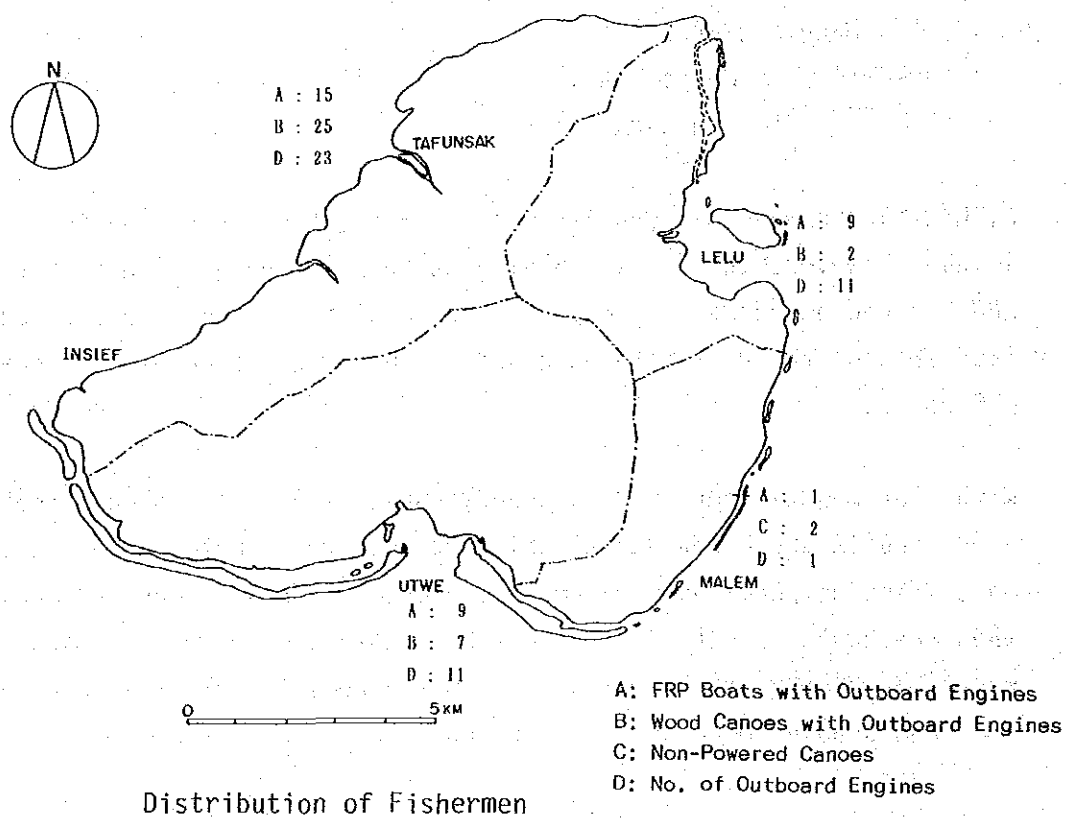 N
A : 15
B : 25
D : 23
TAFUNSAK
A : 9
B : 2
D : 11
LELU
INSIEF
A : 1
C : 2
D : 1
MALEM
UTWE
A : 9
B : 7
D : 11
0 5 KM
A: FRP Boats with Outboard Engines
B: Wood Canoes with Outboard Engines
C: Non-Powered Canoes
D: No. of Outboard Engines
Distribution of Fishermen